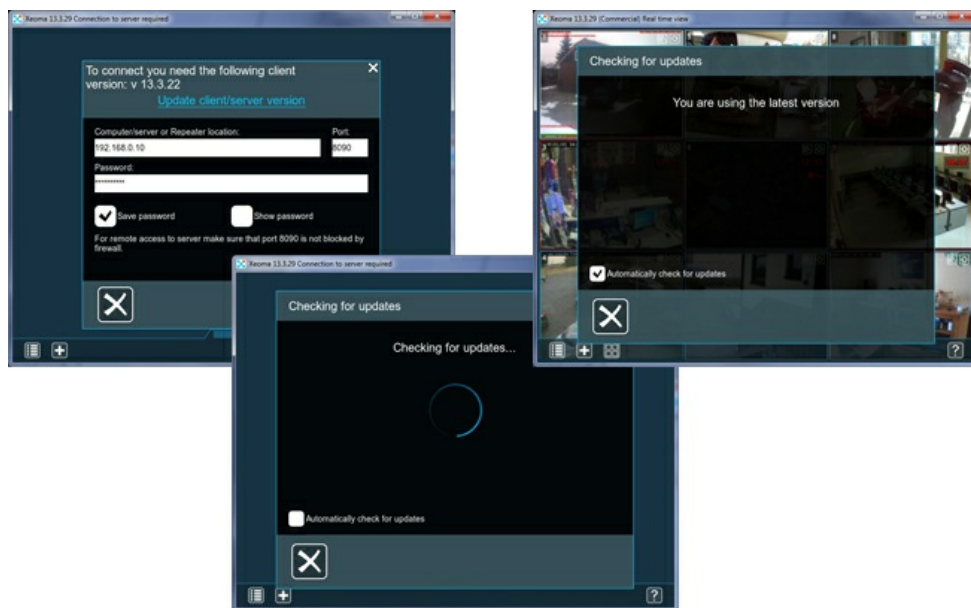 Xeoma 13.3.29 Connection to server required
To connect you need the following client
version: v 13.3.22
Update client/server version
Computer/server or Repeater location:
Port:
192.168.0.10
8090
Password:
**********
Save password
Show password
For remote access to server make sure that port 8090 is not blocked by
firewall.
Xeoma 13.3.29 Connection to server required
Checking for updates
Checking for updates...
Automatically check for updates
Xeoma 13.3.29 (Commercial) Real time view
Checking for updates
You are using the latest version
Automatically check for updates